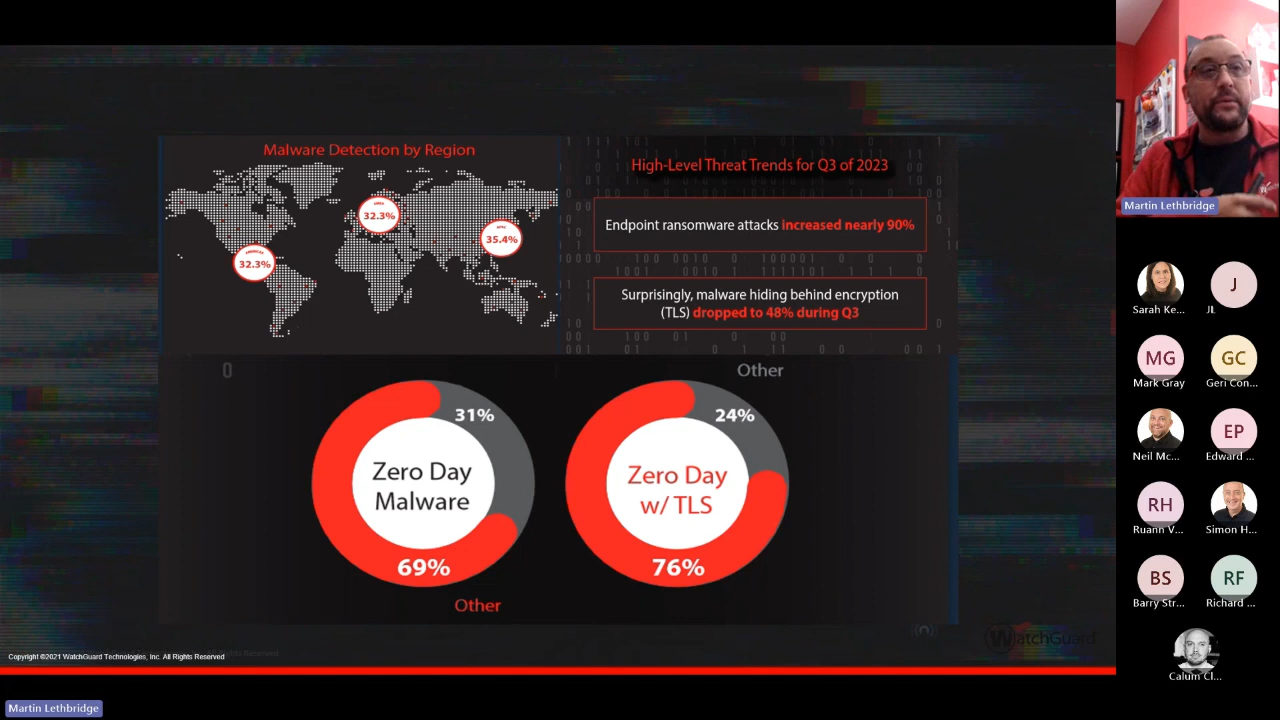 Malware Detection by Region
32.3%
35.4%
AMERICAS
32.3%
High-Level Threat Trends for Q3 of 2023
Endpoint ransomware attacks increased nearly 90%
Surprisingly, malware hiding behind encryption
(TLS) dropped to 48% during Q3
Other
31%
Zero Day
Malware
69%
Other
24%
Zero Day
w/ TLS
76%
WatchGuard
Copyright ©2021 WatchGuard Technologies, Inc. All Rights Reserved
Martin Lethbridge
Martin Lethbridge
Sarah Ke...
J
JL
MG
Mark Gray
GC
Geri Con...
Neil Mc...
EP
Edward ...
RH
Ruann V...
Simon H...
BS
Barry Str...
RF
Richard ...
Calum Cl...